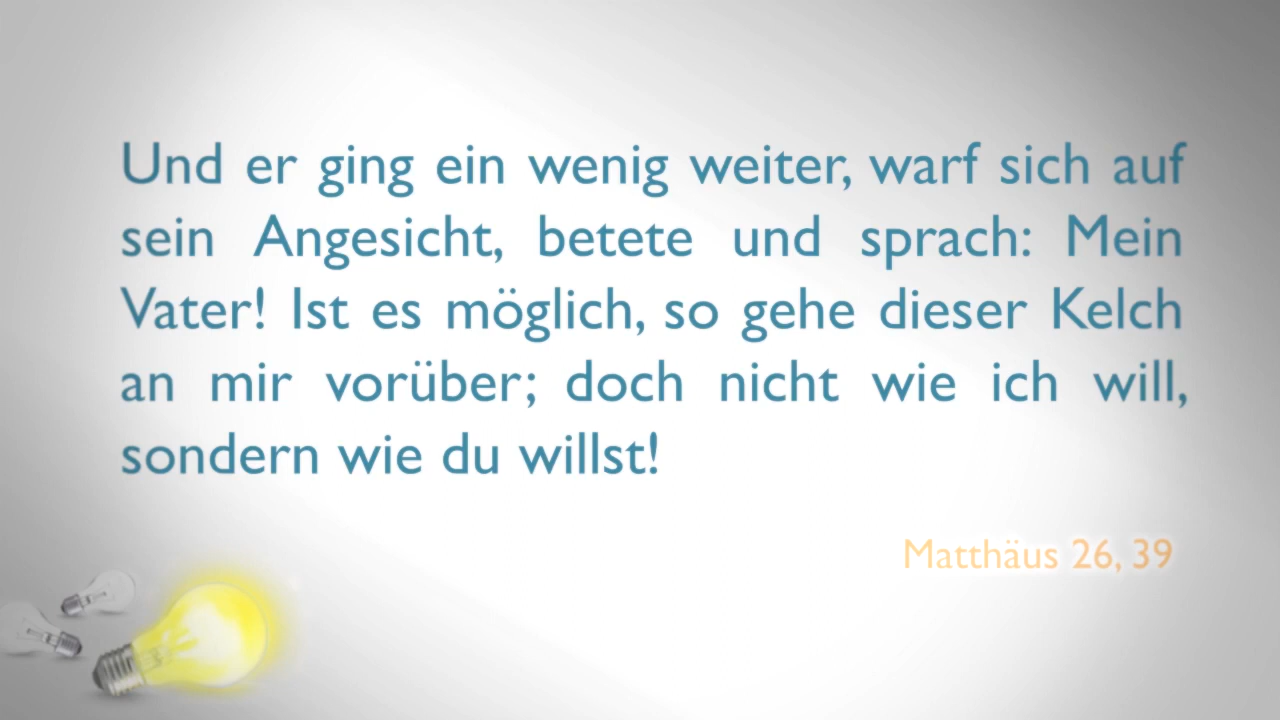 Und er ging ein wenig weiter, warf sich auf
sein Angesicht, betete und sprach: Mein
Vater! Ist es möglich, so gehe dieser Kelch
an mir vorüber; doch nicht wie ich will,
sondern wie du willst!
Matthäus 26, 39